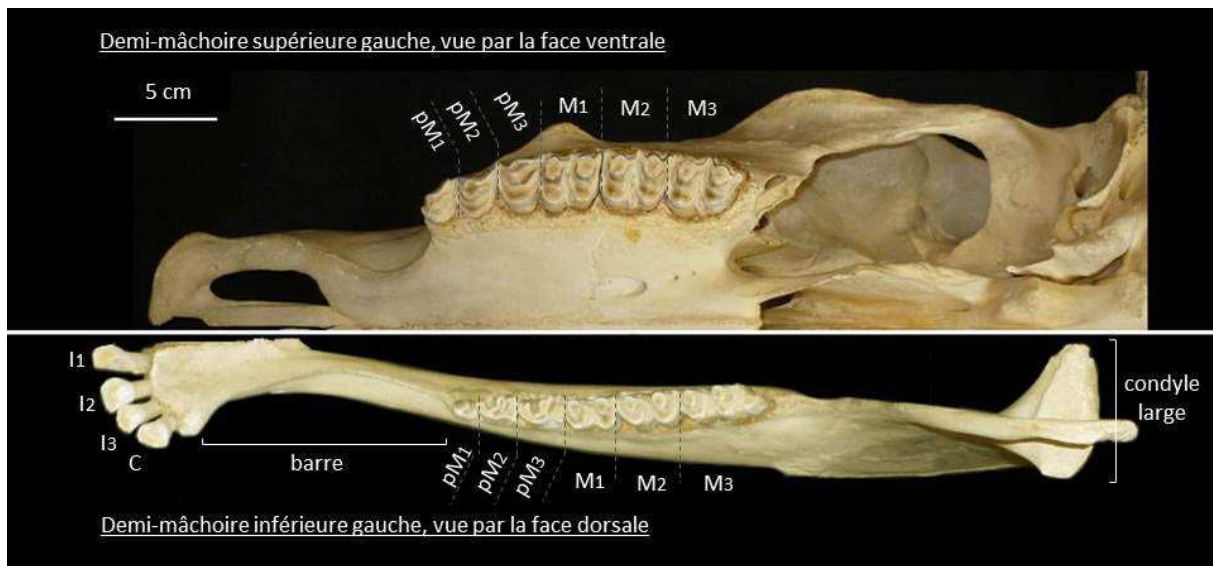 Demi-mâchoire supérieure gauche, vue par la face ventrale
5 cm
pM1
pM2
pM3
M1
M2
M3
I1
I2
I3
C
barre
pM1
pM2
pM3
M1
M2
M3
condyle
large
Demi-mâchoire inférieure gauche, vue par la face dorsale